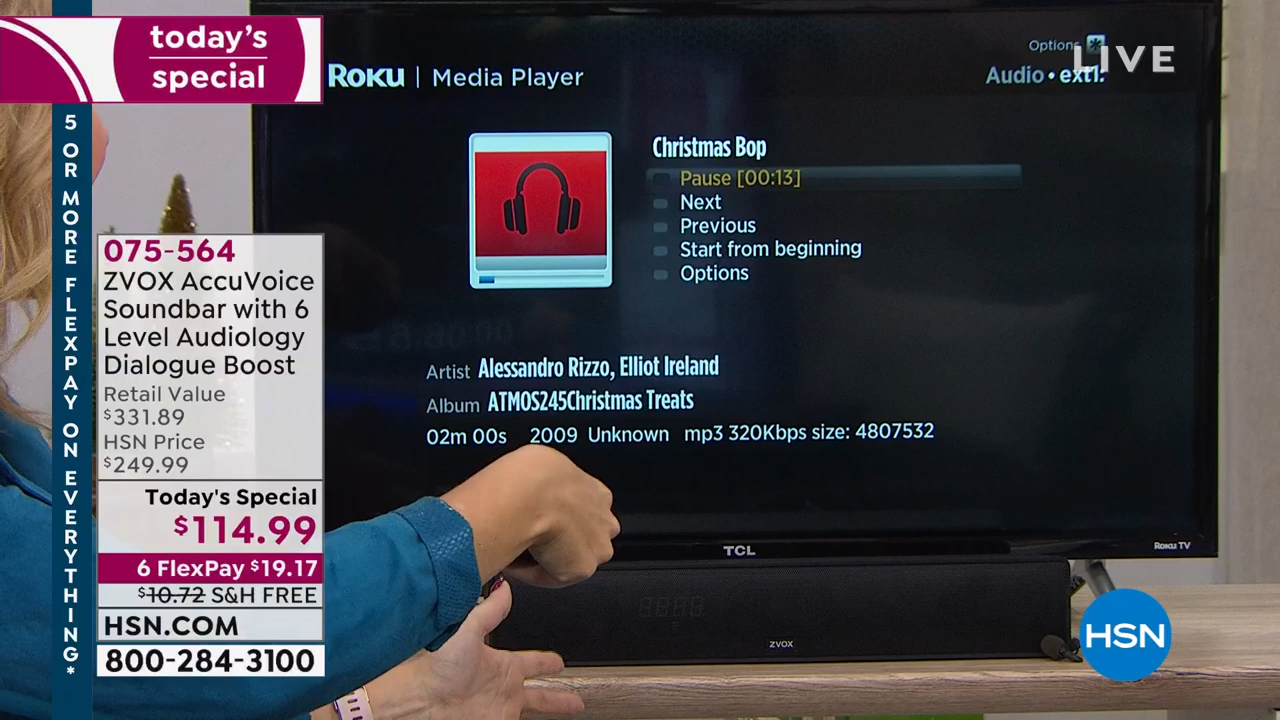 today's
special
5 OR MORE FLEXPAY ON EVERYTHING*
075-564
ZVOX AccuVoice
Soundbar with 6
Level Audiology
Dialogue Boost
Retail Value
$331.89
HSN Price
$249.99
Today's Special
$114.99
6 FlexPay $19.17
$10.72 S&H FREE
HSN.COM
800-284-3100
Options *
LIVE
Roku | Media Player
Audio • ext1:
Christmas Bop
Pause [00:13]
Next
Previous
Start from beginning
Options
Artist Alessandro Rizzo, Elliot Ireland
Album ATMOS245Christmas Treats
02m 00s 2009 Unknown mp3 320Kbps size: 4807532
TCL
Roku TV
ZVOX
HSN